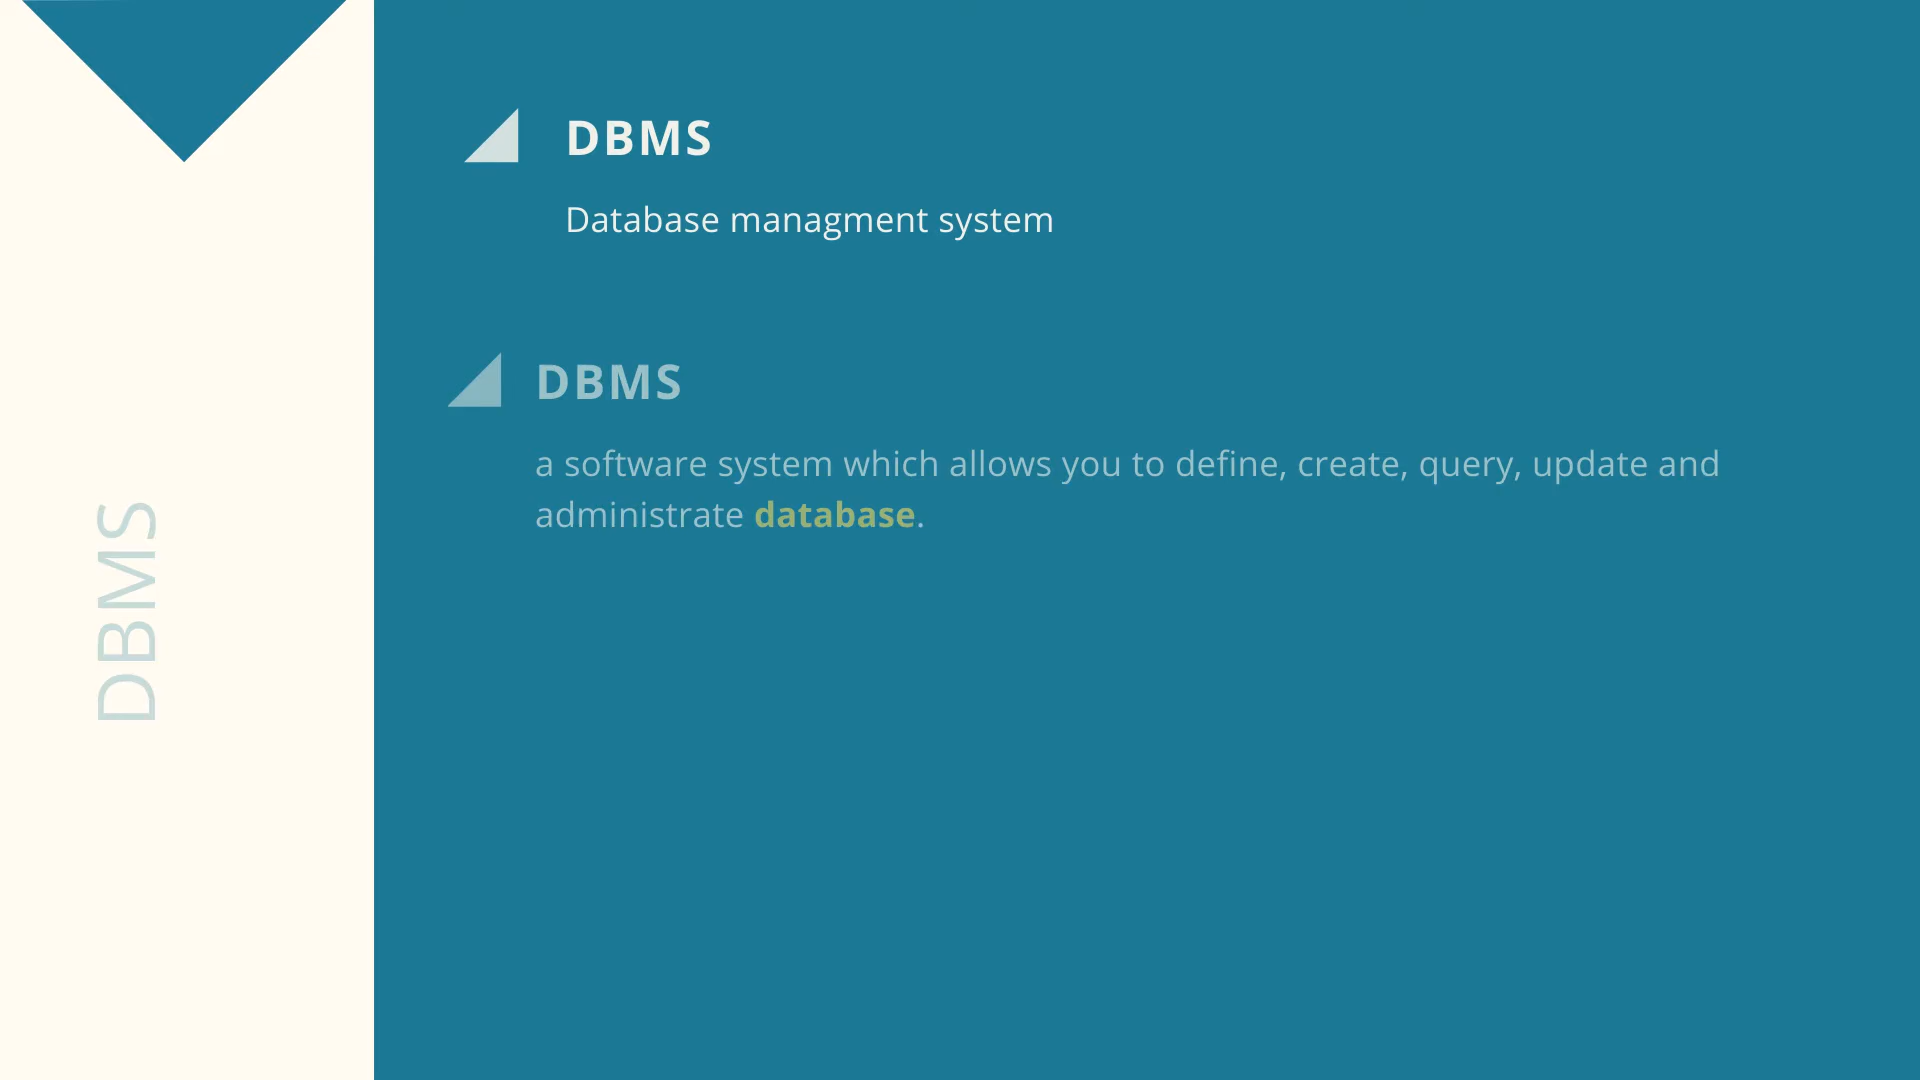 DBMS
DBMS
Database managment system
DBMS
a software system which allows you to define, create, query, update and
administrate database.